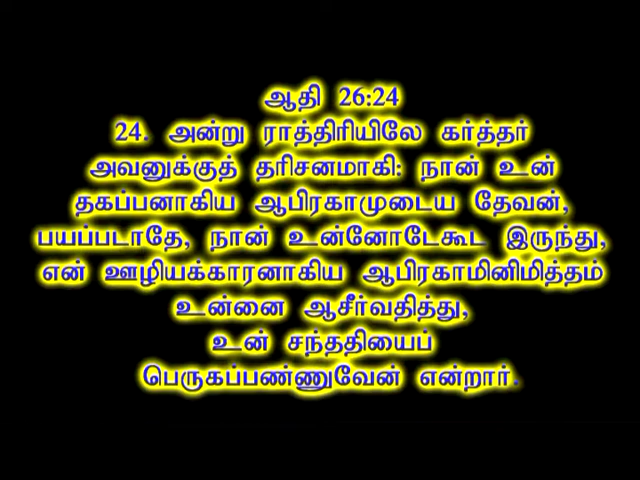 ஆதி 26:24
24. அன்று ராத்திரியிலே கர்த்தர்
அவனுக்குத் தரிசனமாகி: நான் உன்
தகப்பனாகிய ஆபிரகாமுடைய தேவன்,
பயப்படாதே, நான் உன்னோடேகூட இருந்து,
என் ஊழியக்காரனாகிய ஆபிரகாமினிமித்தம்
உன்னை ஆசீர்வதித்து,
உன் சந்ததியைப்
பெருகப்பண்ணுவேன் என்றார்.